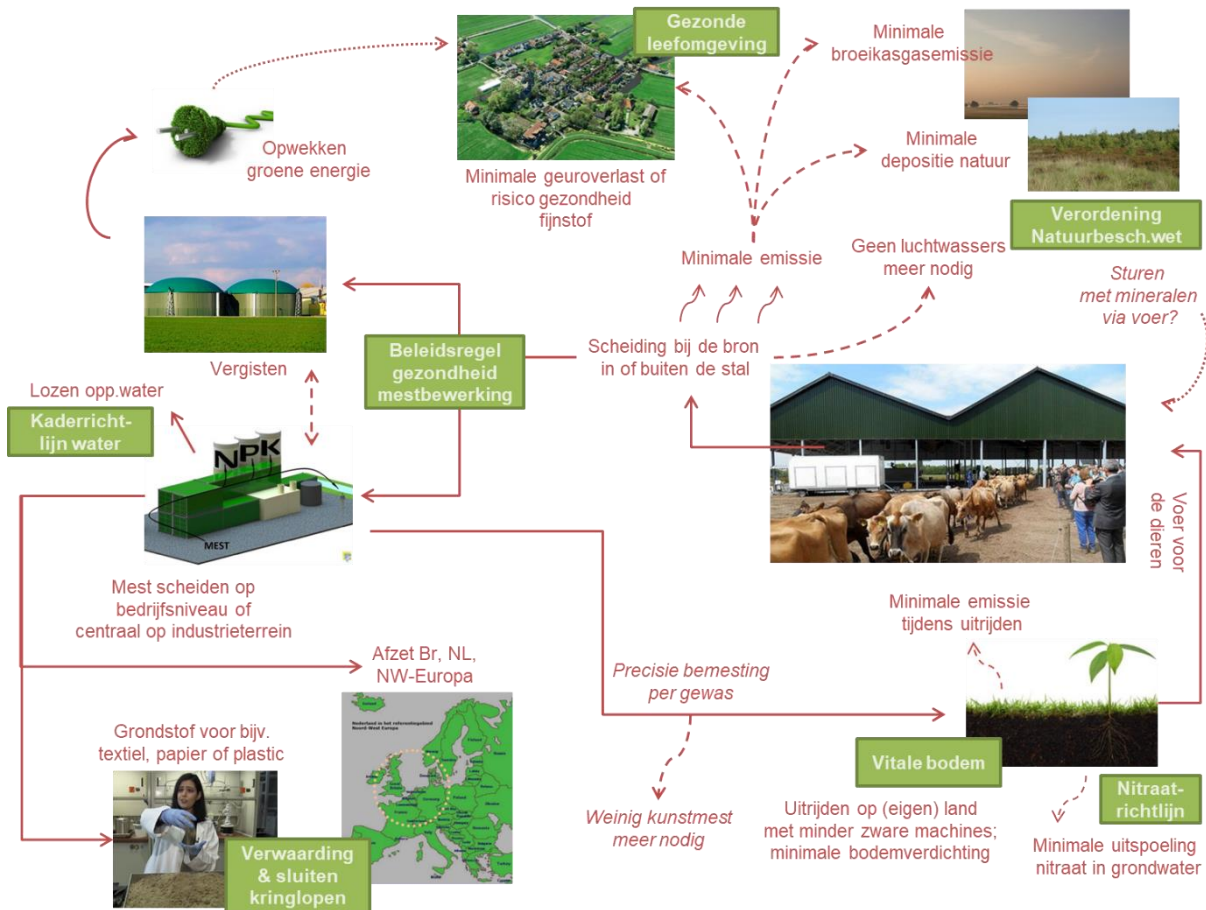 Gezonde
leefomgeving
Minimale
broeikasgasemissie
Opwekken
groene energie
Minimale geuroverlast of
risico gezondheid
fijnstof
Minimale
depositie natuur
Verordening
Natuurbesch.wet
Minimale emissie
Geen luchtwassers
meer nodig
Sturen
met mineralen
via voer?
Vergisten
Beleidsregel
gezondheid
mestbewerking
Scheiding bij de bron
in of buiten de stal
Lozen opp.water
Kaderricht-
lijn water
NPK
MEST
Voer voor
de dieren
Mest scheiden op
bedrijfsniveau of
centraal op industrieterrein
Minimale emissie
tijdens uitrijden
Afzet Br, NL,
NW-Europa
Precisie bemesting
per gewas
Grondstof voor bijv.
textiel, papier of plastic
Vitale bodem
Nitraat-
richtlijn
Weinig kunstmest
meer nodig
Uitrijden op (eigen) land
met minder zware machines;
minimale bodemverdichting
Minimale uitspoeling
nitraat in grondwater
Verwaarding
& sluiten
kringlopen